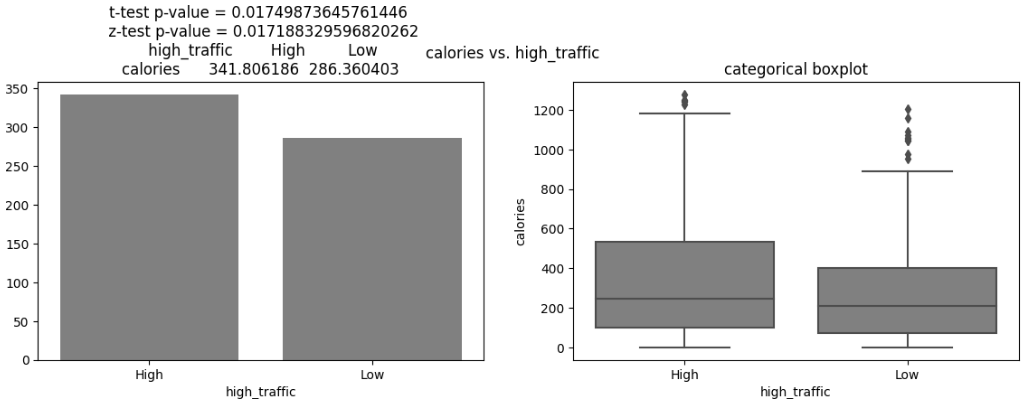 t-test p-value = 0.01749873645761446
z-test p-value = 0.017188329596820262
high_traffic High Low
calories 341.806186 286.360403
calories vs. high_traffic
350
300
250
200
150
100
50
0
High Low
high_traffic
categorical boxplot
calories
1200
1000
800
600
400
200
0
High Low
high_traffic